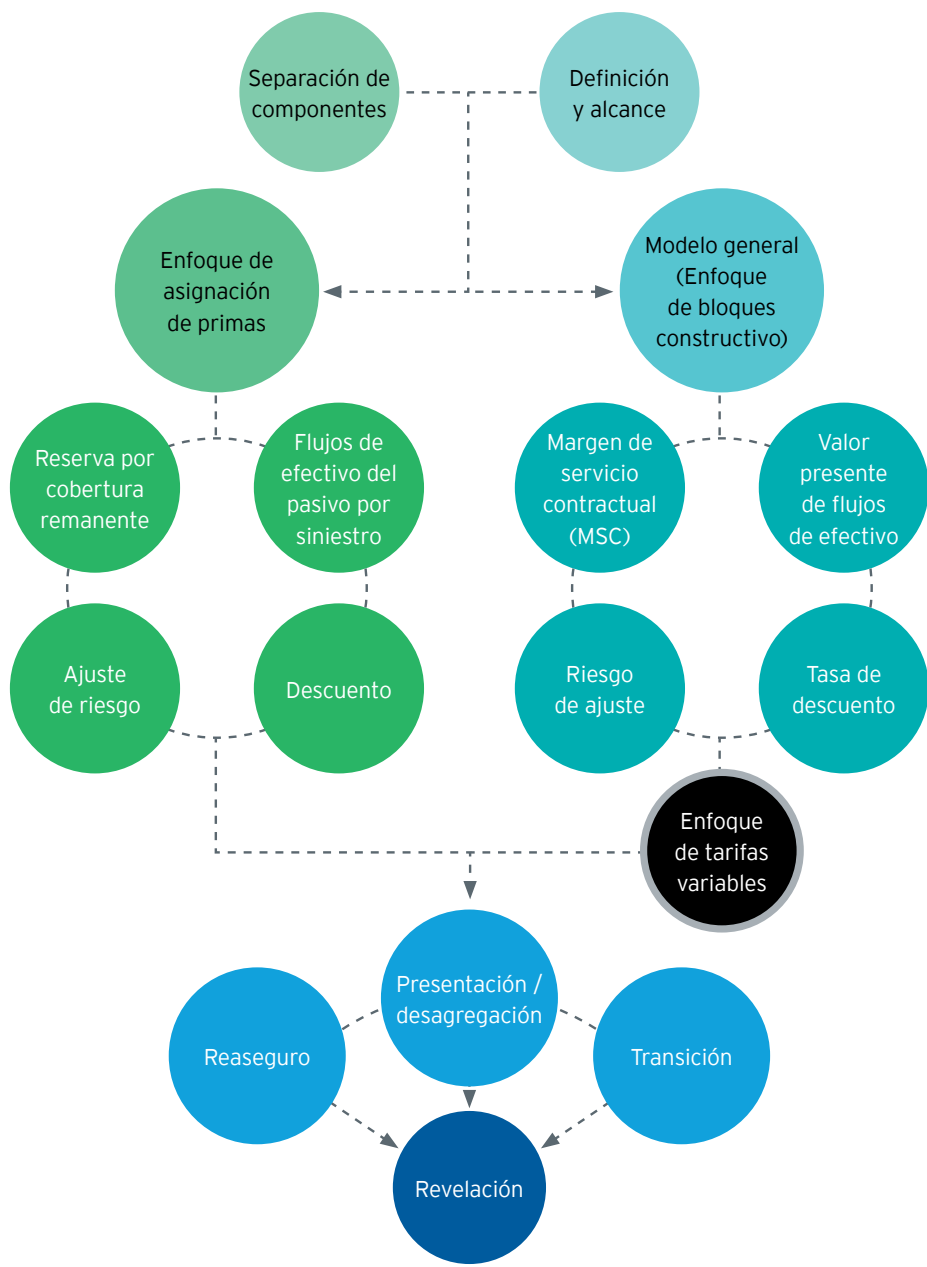 Separación de
componentes
Definición
y alcance
Enfoque de
asignación
de primas
Modelo general
(Enfoque
de bloques
constructivo)
Reserva por
cobertura
remanente
Flujos de
efectivo del
pasivo por
siniestro
Margen de
servicio
contractual
(MSC)
Valor
presente
de flujos
de efectivo
Ajuste
de riesgo
Descuento
Riesgo
de ajuste
Tasa de
descuento
Enfoque
de tarifas
variables
Presentación /
desagregación
Reaseguro
Transición
Revelación